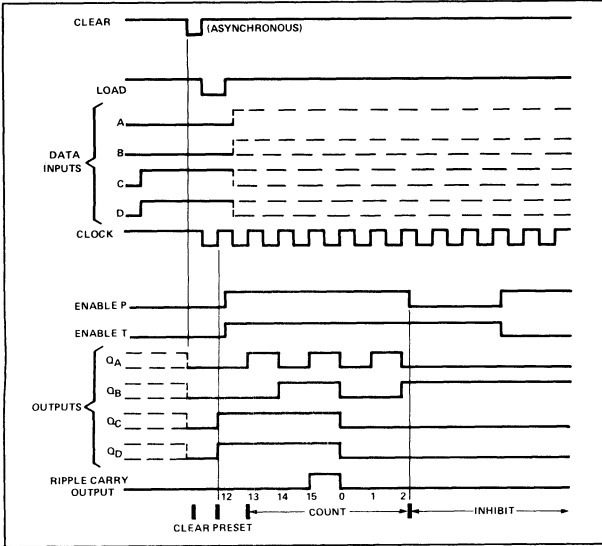 CLEAR
(ASYNCHRONOUS)
LOAD
A
DATA INPUTS
B
C
D
CLOCK
ENABLE P
ENABLE T
QA
QB
OUTPUTS
QC
QD
RIPPLE CARRY OUTPUT
12 13 14 15 0 1 2
COUNT
INHIBIT
CLEAR PRESET